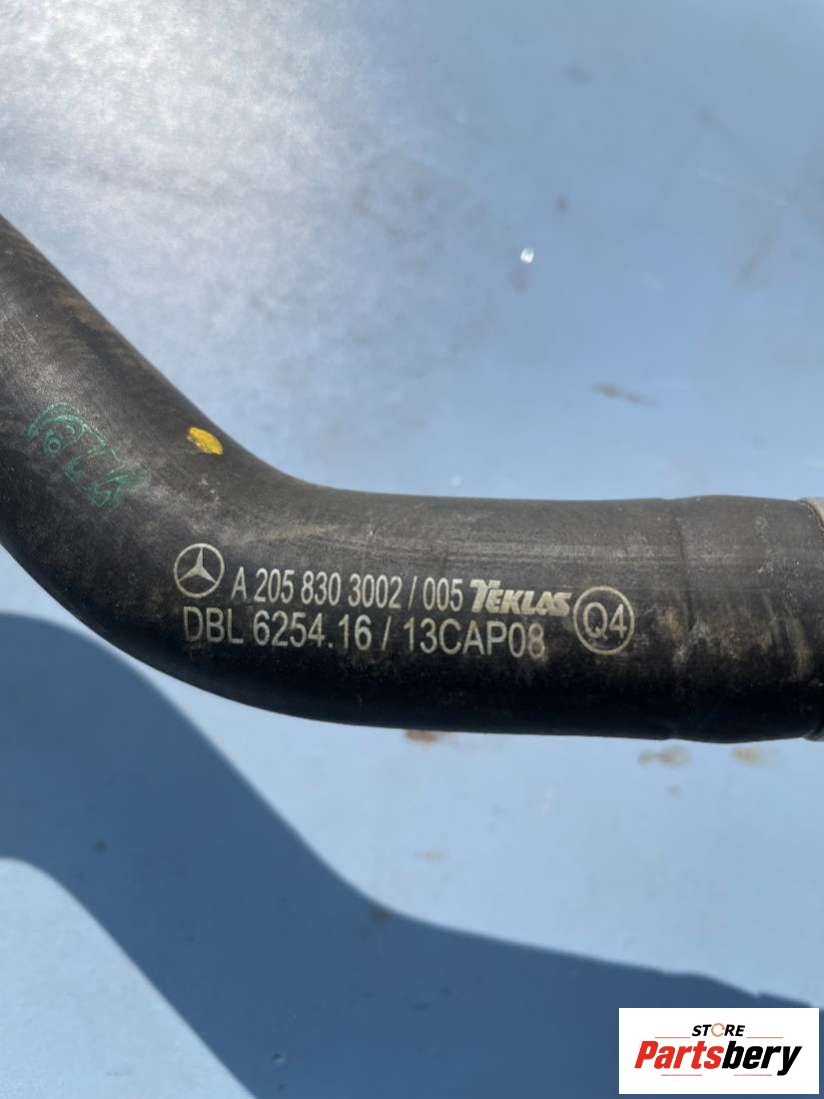 A 205 830 3002 / 005 TEKLAS Q4
DBL 6254.16 / 13CAP08
STORE
Partsbery